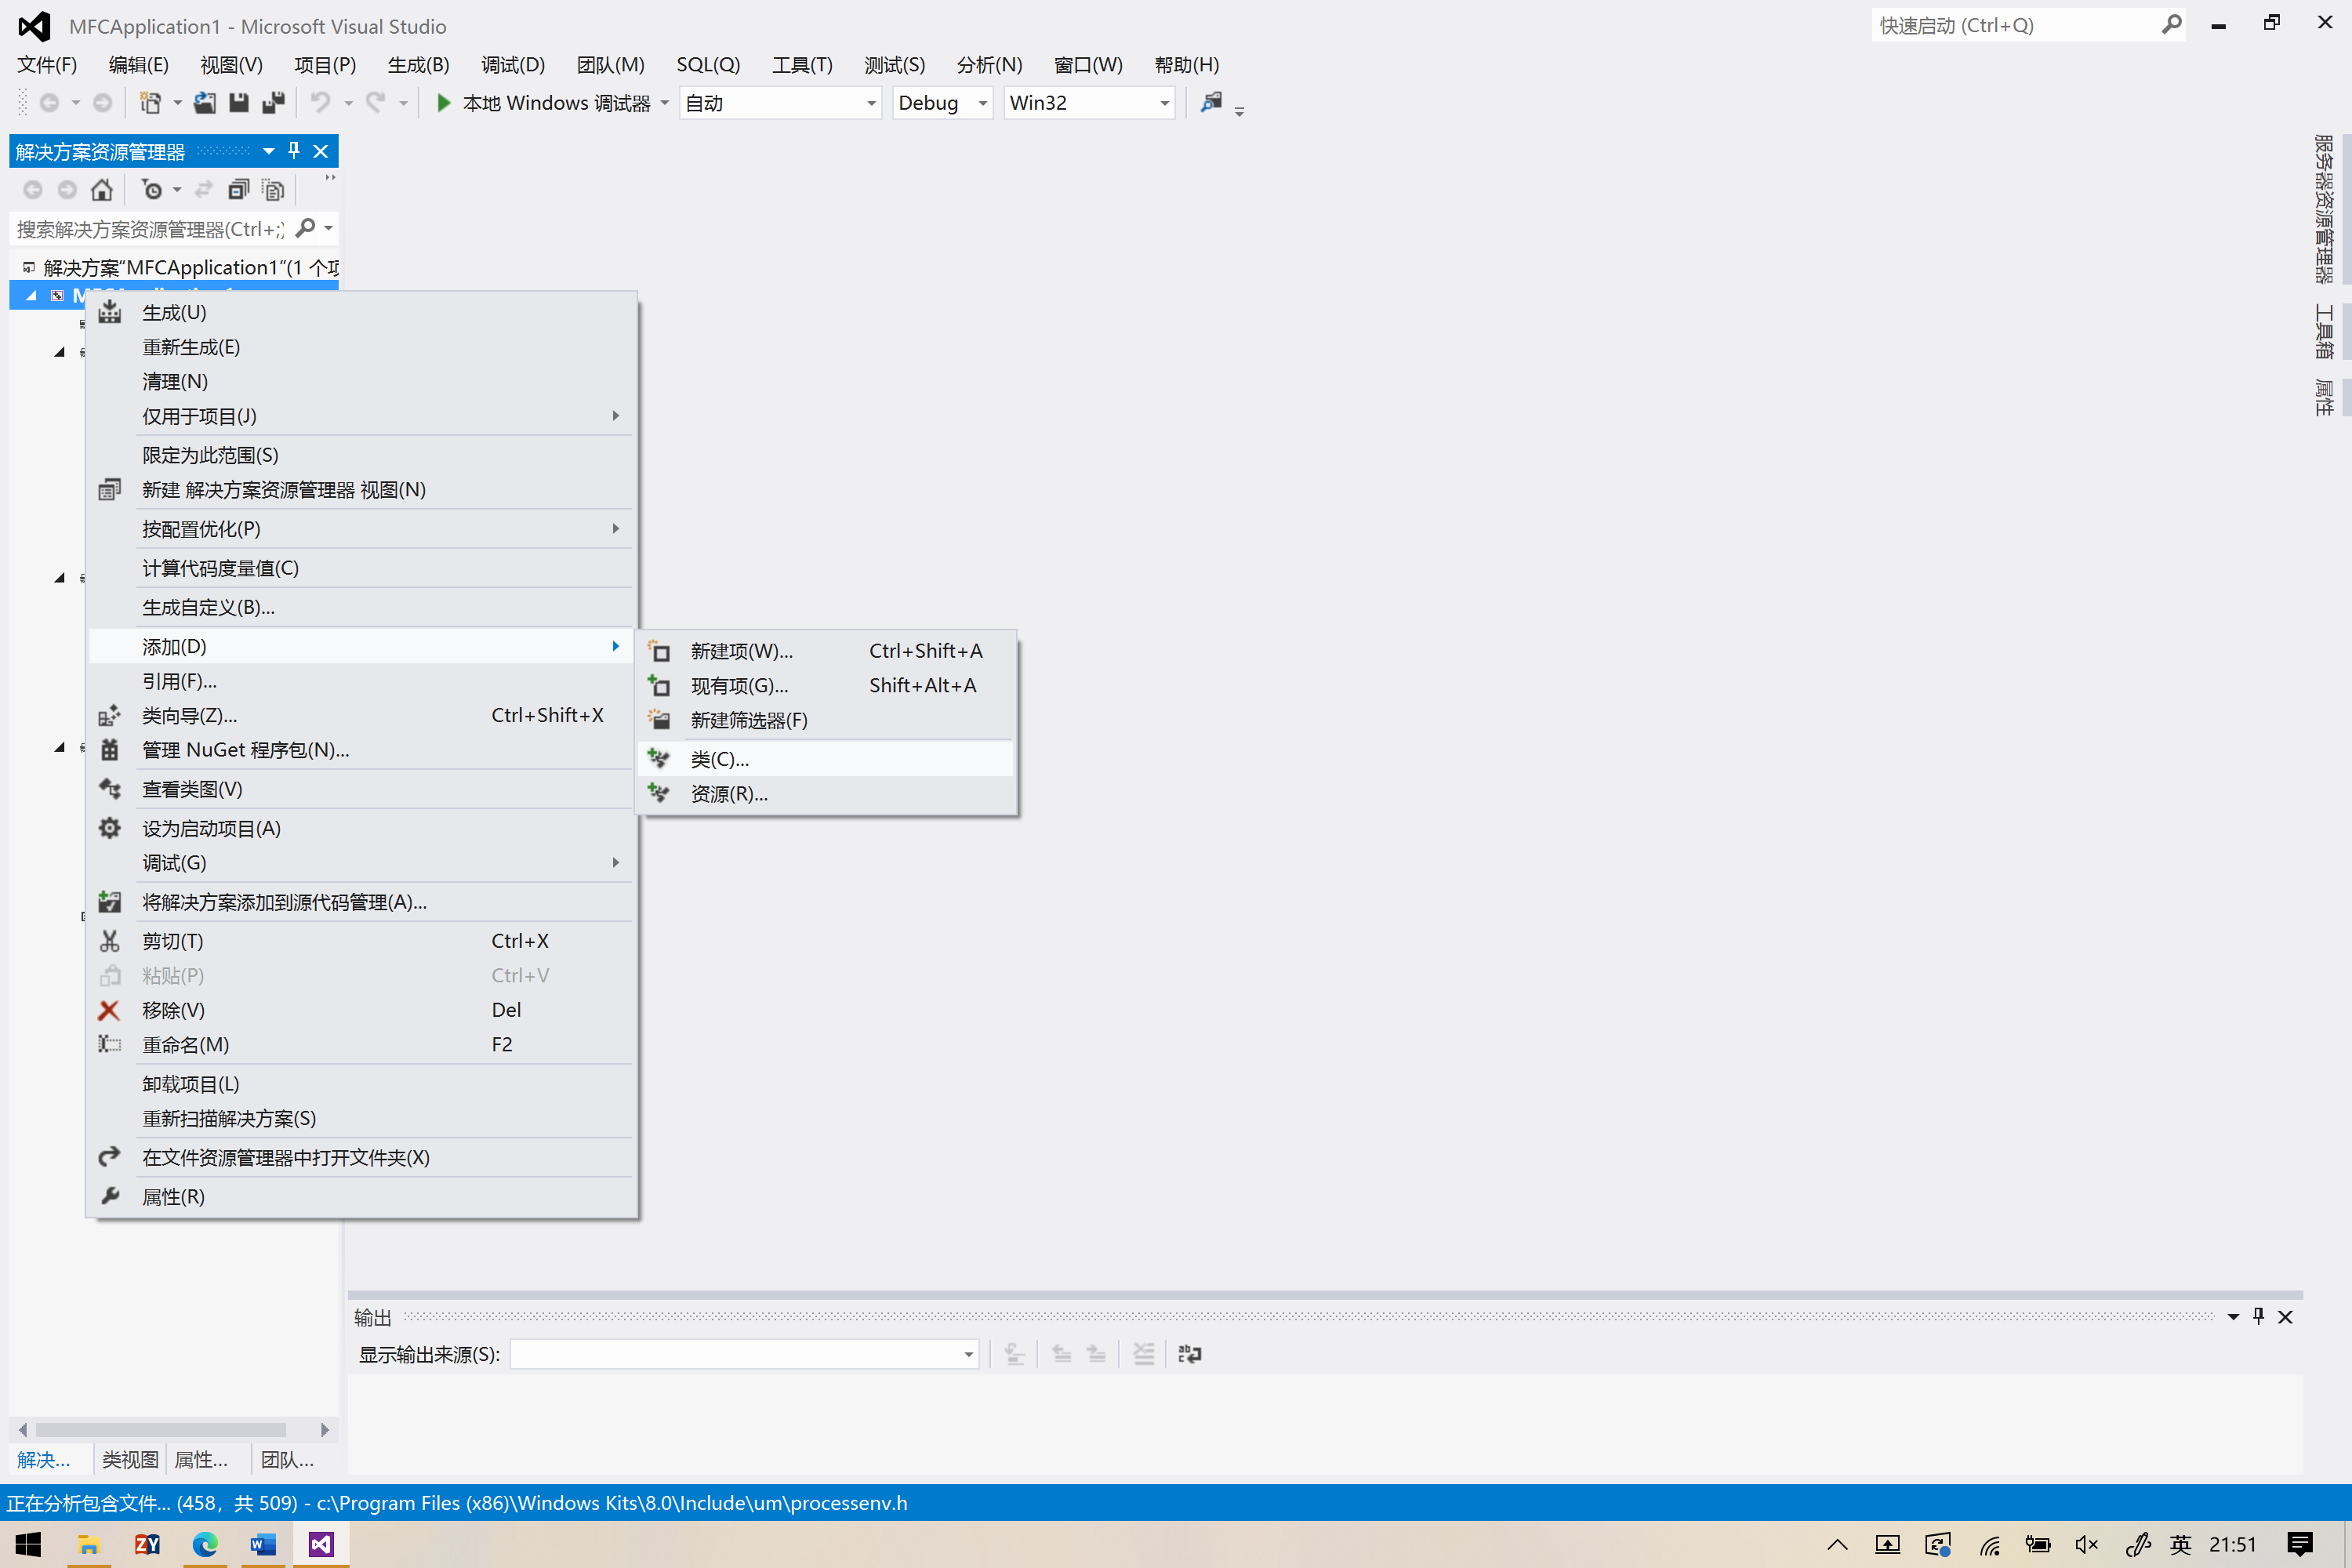 MFCApplication1 - Microsoft Visual Studio
快速启动 (Ctrl+Q)
文件(F) 编辑(E) 视图(V) 项目(P) 生成(B) 调试(D) 团队(M) SQL(Q) 工具(T) 测试(S) 分析(N) 窗口(W) 帮助(H)
本地 Windows 调试器 自动 Debug Win32
解决方案资源管理器
搜索解决方案资源管理器(Ctrl+;)
解决方案“MFCApplication1”(1 个项
生成(U)
重新生成(E)
清理(N)
仅用于项目(J)
限定为此范围(S)
新建 解决方案资源管理器 视图(N)
按配置优化(P)
计算代码度量值(C)
生成自定义(B)...
添加(D)
引用(F)...
类向导(Z)... Ctrl+Shift+X
管理 NuGet 程序包(N)...
查看类图(V)
设为启动项目(A)
调试(G)
将解决方案添加到源代码管理(A)...
剪切(T) Ctrl+X
粘贴(P) Ctrl+V
移除(V) Del
重命名(M) F2
卸载项目(L)
重新扫描解决方案(S)
在文件资源管理器中打开文件夹(X)
属性(R)
新建项(W)... Ctrl+Shift+A
现有项(G)... Shift+Alt+A
新建筛选器(F)
类(C)...
资源(R)...
服务器资源管理器
工具箱
属性
输出
显示输出来源(S):
解决... 类视图 属性... 团队...
正在分析包含文件... (458，共 509) - c:\Program Files (x86)\Windows Kits\8.0\Include\um\processenv.h
ZY
英 21:51